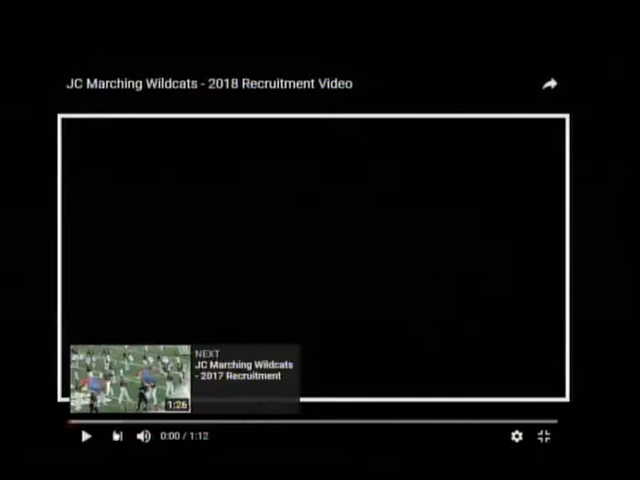 JC Marching Wildcats - 2018 Recruitment Video
NEXT
JC Marching Wildcats
- 2017 Recruitment
1:26
0:00 / 1:12